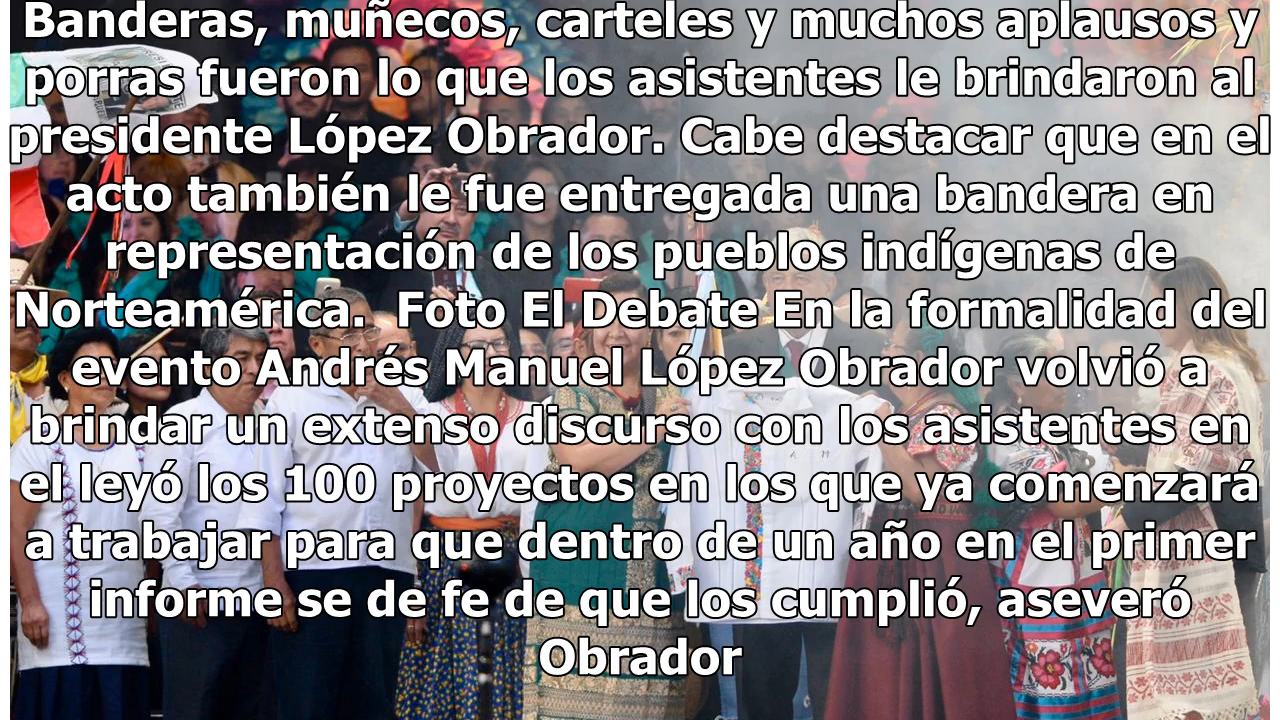 Banderas, muñecos, carteles y muchos aplausos y
porras fueron lo que los asistentes le brindaron al
presidente López Obrador. Cabe destacar que en el
acto también le fue entregada una bandera en
representación de los pueblos indígenas de
Norteamérica.  Foto El Debate En la formalidad del
evento Andrés Manuel López Obrador volvió a
brindar un extenso discurso con los asistentes en
el leyó los 100 proyectos en los que ya comenzará
a trabajar para que dentro de un año en el primer
informe se de fe de que los cumplió, aseveró
Obrador